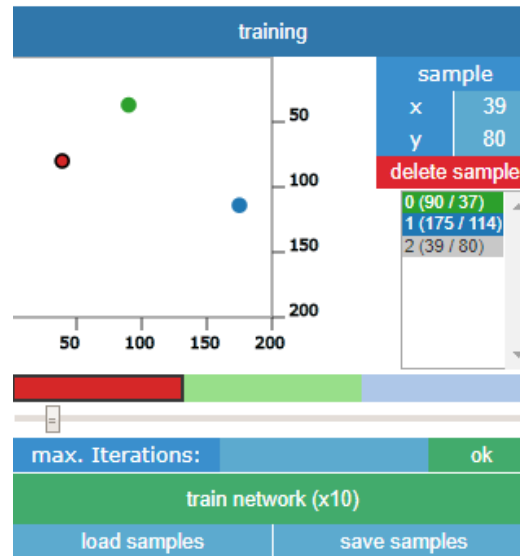 training
sample
x 39
y 80
delete sample
0 (90 / 37)
1 (175 / 114)
2 (39 / 80)
50
100
150
200
50 100 150 200
max. Iterations: ok
train network (x10)
load samples save samples